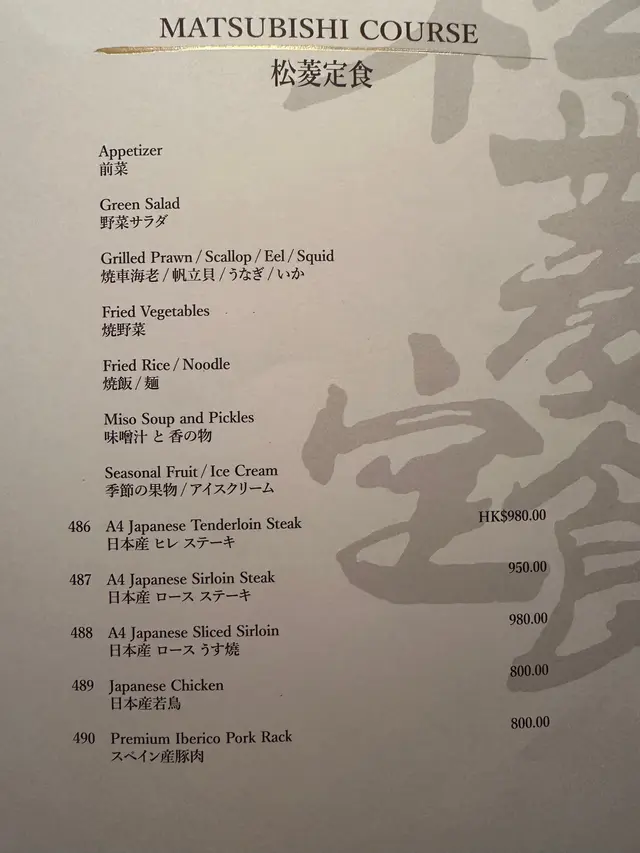 MATSUBISHI COURSE
松菱定食
Appetizer
前菜
Green Salad
野菜サラダ
Grilled Prawn / Scallop / Eel / Squid
焼車海老 / 帆立貝 / うなぎ / いか
Fried Vegetables
焼野菜
Fried Rice / Noodle
焼飯 / 麺
Miso Soup and Pickles
味噌汁 と 香の物
Seasonal Fruit / Ice Cream
季節の果物 / アイスクリーム
486 A4 Japanese Tenderloin Steak HK$980.00
日本産 ヒレ ステーキ
487 A4 Japanese Sirloin Steak 950.00
日本産 ロース ステーキ
488 A4 Japanese Sliced Sirloin 980.00
日本産 ロース うす焼
489 Japanese Chicken 800.00
日本産若鳥
490 Premium Iberico Pork Rack 800.00
スペイン産豚肉